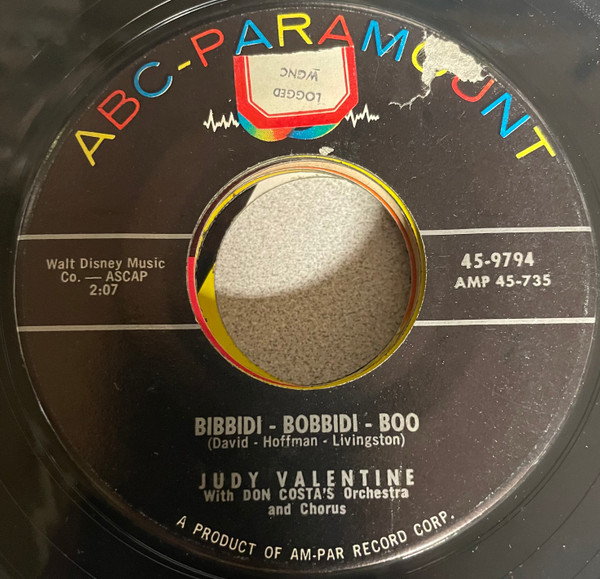 ABC-PARAMOUNT
LOGGED
WGNC
Walt Disney Music
Co. — ASCAP
2:07
45-9794
AMP 45-735
BIBBIDI - BOBBIDI - BOO
(David - Hoffman - Livingston)
JUDY VALENTINE
With DON COSTA'S Orchestra
and Chorus
A PRODUCT OF AM-PAR RECORD CORP.